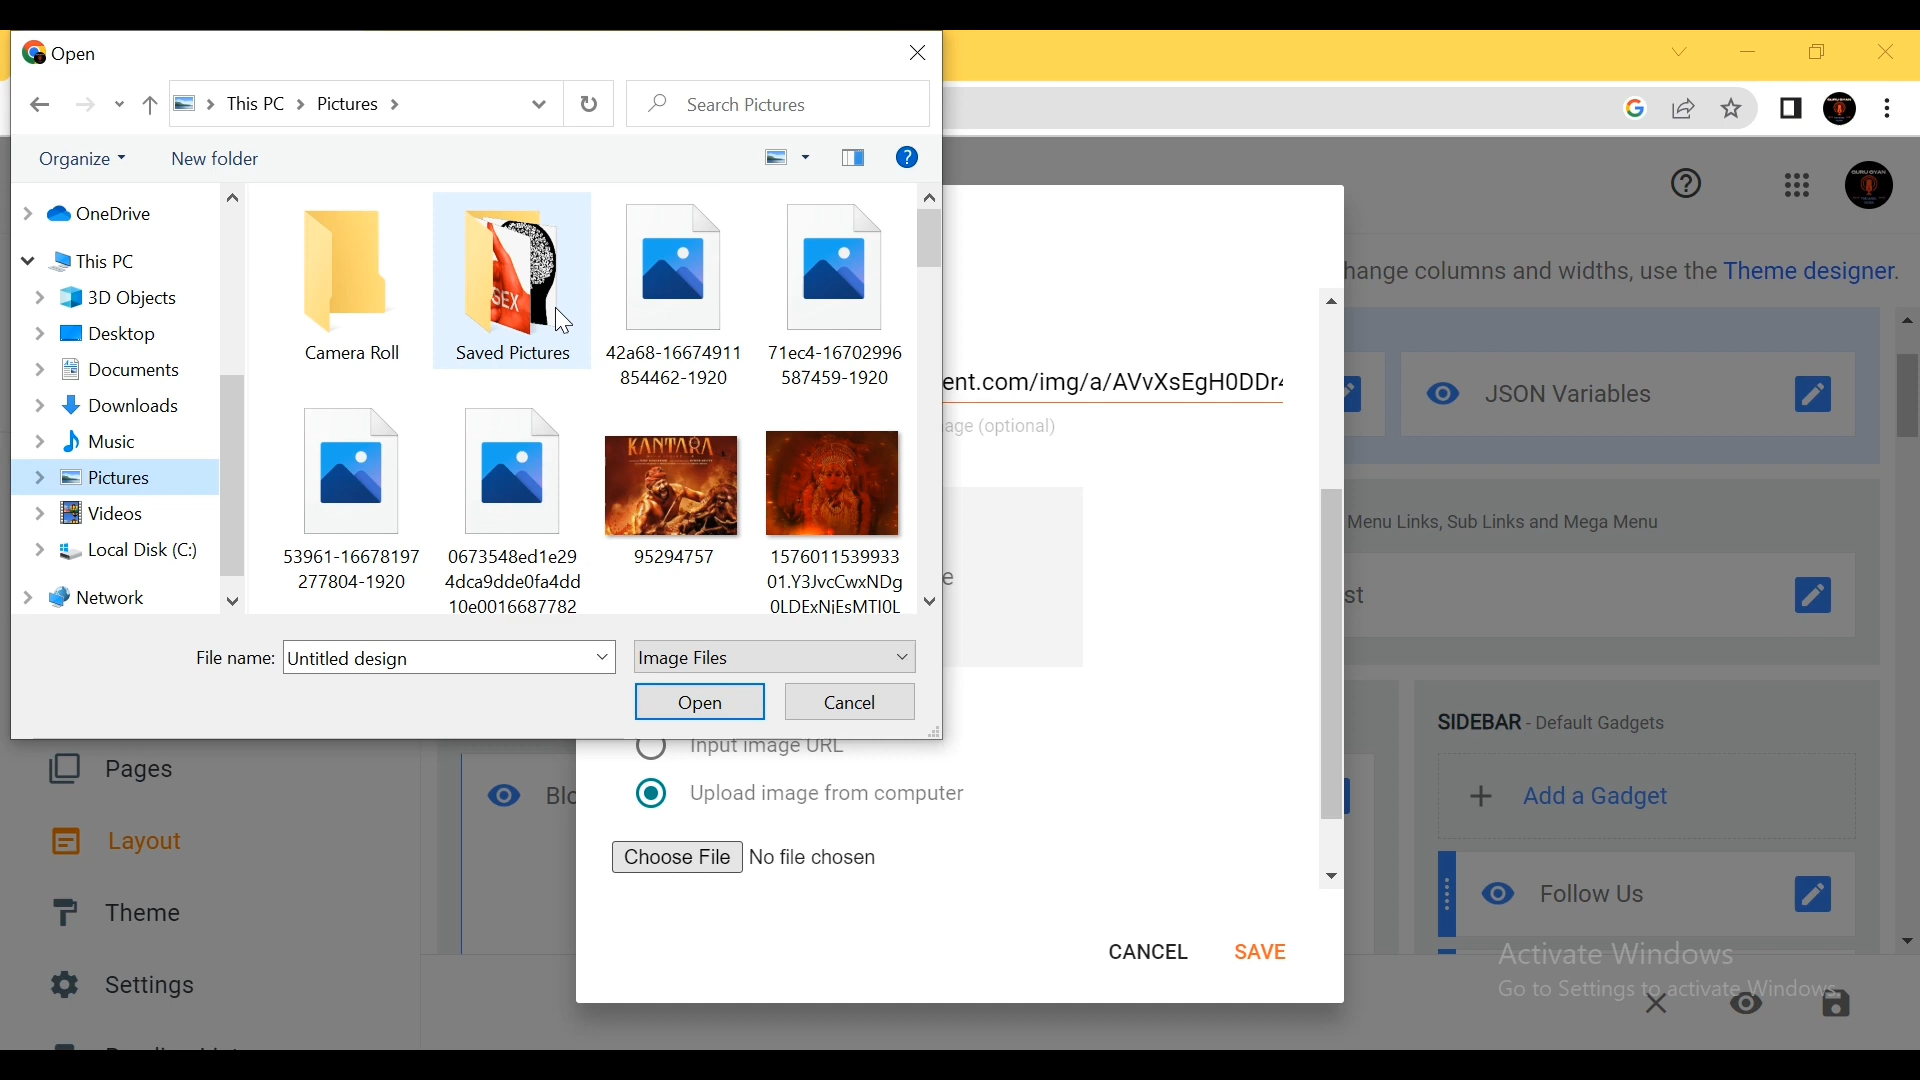 Open
This PC > Pictures >
Search Pictures
Organize
New folder
OneDrive
This PC
3D Objects
Desktop
Documents
Downloads
Music
Pictures
Videos
Local Disk (C:)
Network
Camera Roll
SEX
Saved Pictures
42a68-16674911
854462-1920
71ec4-16702996
587459-1920
53961-16678197
277804-1920
0673548ed1e29
4dca9dde0fa4dd
10e0016687782
KANTARA
95294757
1576011539933
01.Y3JvcCwxNDg
0LDExNjEsMTI0L
File name:
Untitled design
Image Files
Open
Cancel
hange columns and widths, use the Theme designer.
ent.com/img/a/AVvXsEgH0DDr
age (optional)
e
JSON Variables
Menu Links, Sub Links and Mega Menu
st
SIDEBAR - Default Gadgets
Add a Gadget
Follow Us
Input image URL
Upload image from computer
Choose File No file chosen
CANCEL
SAVE
Blo
Pages
Layout
Theme
Settings
Activate Windows
Go to Settings to activate Windows.